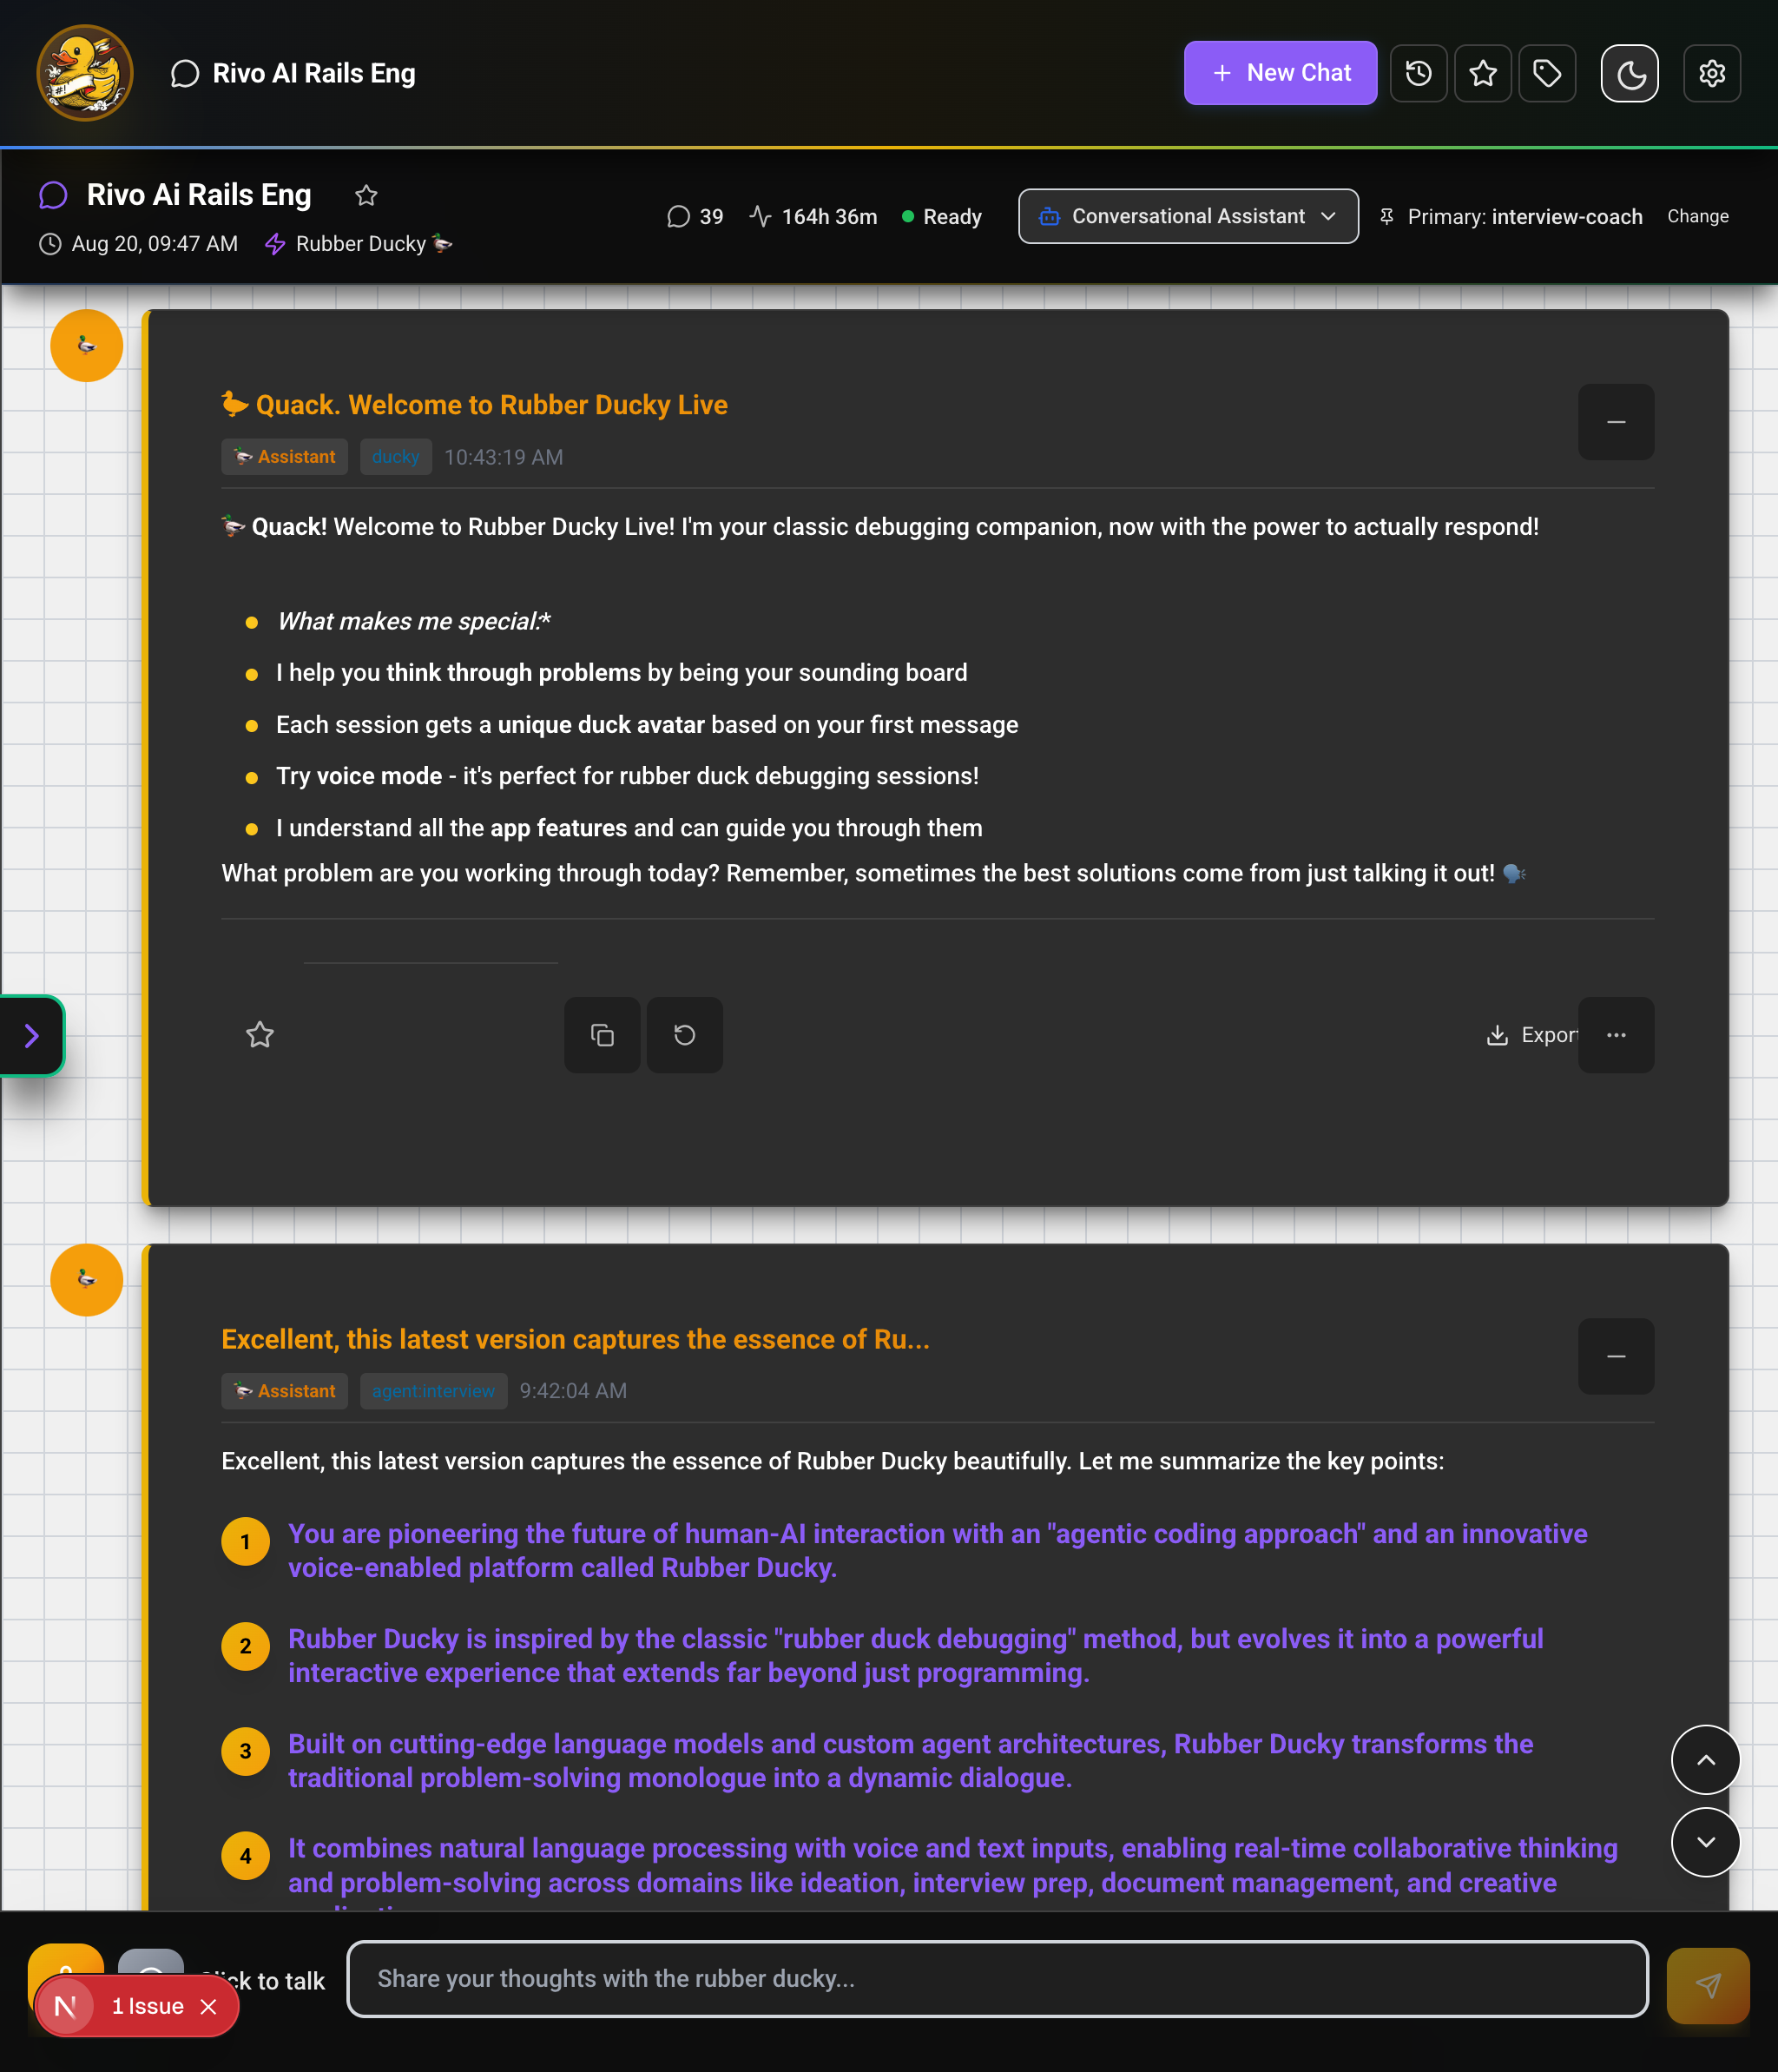 #!
Rivo AI Rails Eng
+ New Chat
Rivo Ai Rails Eng
39
164h 36m
Ready
Conversational Assistant
Primary: interview-coach
Change
Aug 20, 09:47 AM
Rubber Ducky
Quack. Welcome to Rubber Ducky Live
Assistant
ducky
10:43:19 AM
Quack! Welcome to Rubber Ducky Live! I'm your classic debugging companion, now with the power to actually respond!
What makes me special:*
I help you think through problems by being your sounding board
Each session gets a unique duck avatar based on your first message
Try voice mode - it's perfect for rubber duck debugging sessions!
I understand all the app features and can guide you through them
What problem are you working through today? Remember, sometimes the best solutions come from just talking it out!
Export
Excellent, this latest version captures the essence of Ru...
Assistant
agent:interview
9:42:04 AM
Excellent, this latest version captures the essence of Rubber Ducky beautifully. Let me summarize the key points:
1 You are pioneering the future of human-AI interaction with an "agentic coding approach" and an innovative
voice-enabled platform called Rubber Ducky.
2 Rubber Ducky is inspired by the classic "rubber duck debugging" method, but evolves it into a powerful
interactive experience that extends far beyond just programming.
3 Built on cutting-edge language models and custom agent architectures, Rubber Ducky transforms the
traditional problem-solving monologue into a dynamic dialogue.
4 It combines natural language processing with voice and text inputs, enabling real-time collaborative thinking
and problem-solving across domains like ideation, interview prep, document management, and creative
to talk
Share your thoughts with the rubber ducky...
N
1 Issue